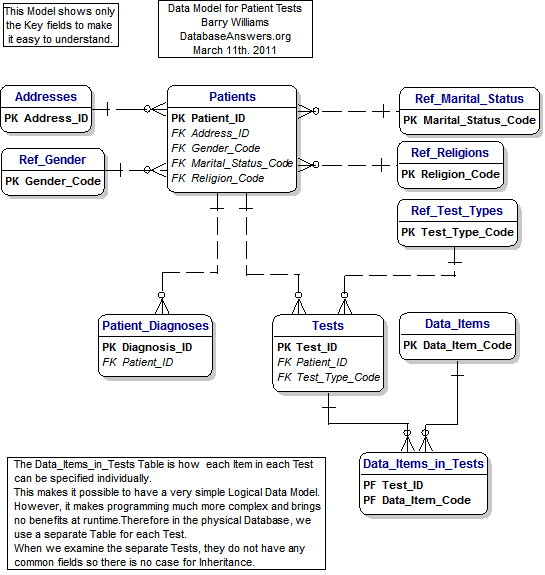 This Model shows only
the Key fields to make
it easy to understand.
Data Model for Patient Tests
Barry Williams
DatabaseAnswers.org
March 11th. 2011
Addresses
PK Address_ID
Patients
PK Patient_ID
FK Address_ID
FK Gender_Code
FK Marital_Status_Code
FK Religion_Code
Ref_Marital_Status
PK Marital_Status_Code
Ref_Gender
PK Gender_Code
Ref_Religions
PK Religion_Code
Ref_Test_Types
PK Test_Type_Code
Patient_Diagnoses
PK Diagnosis_ID
FK Patient_ID
Tests
PK Test_ID
FK Patient_ID
FK Test_Type_Code
Data_Items
PK Data_Item_Code
Data_Items_in_Tests
PF Test_ID
PF Data_Item_Code
The Data_Items_in_Tests Table is how  each Item in each Test
can be specified individually.
This makes it possible to have a very simple Logical Data Model.
However, it makes programming much more complex and brings
no benefits at runtime.Therefore in the physical Database, we
use a separate Table for each Test.
When we examine the separate Tests, they do not have any
common fields so there is no case for Inheritance.